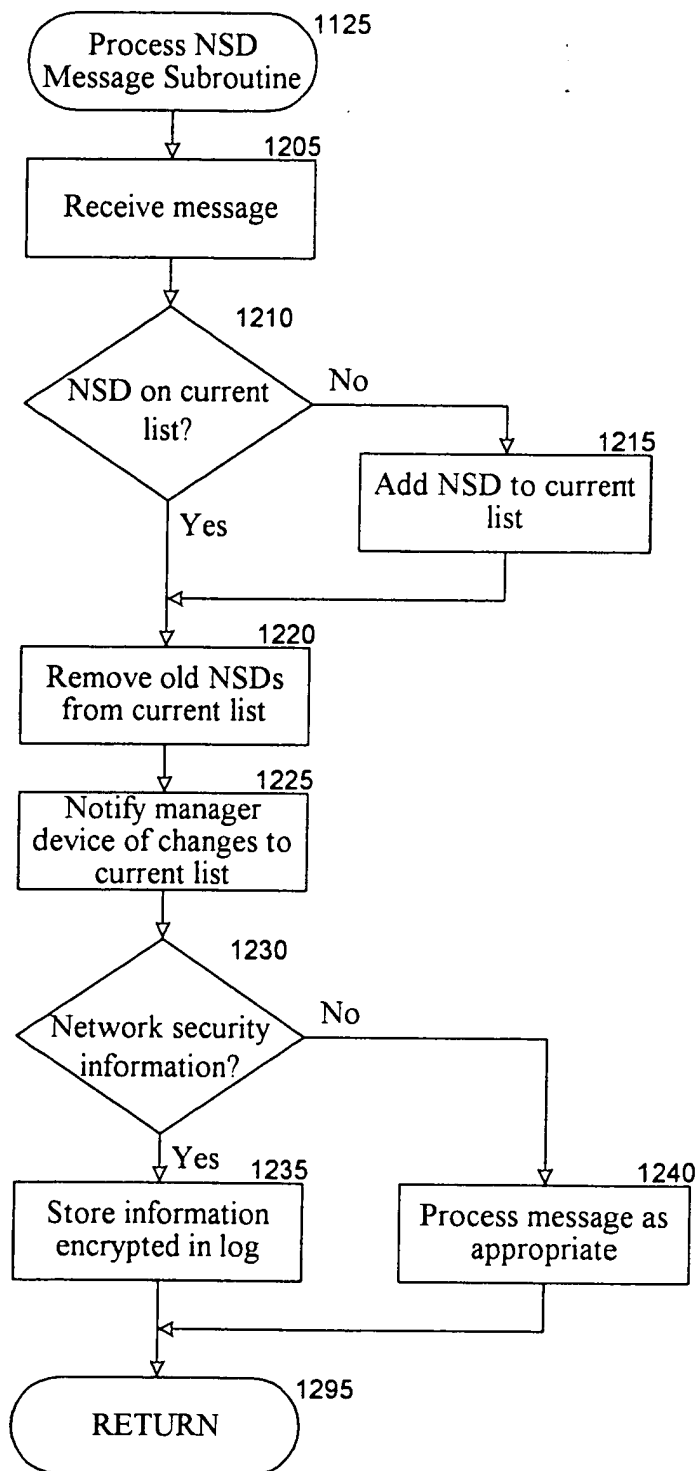 1125
Process NSD
Message Subroutine
1205
Receive message
1210
NSD on current
list?
No
Yes
1215
Add NSD to current
list
1220
Remove old NSDs
from current list
1225
Notify manager
device of changes to
current list
1230
Network security
information?
No
Yes
1235
Store information
encrypted in log
1240
Process message as
appropriate
1295
RETURN